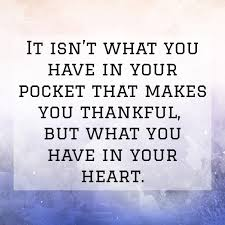 It isn't what you
have in your
pocket that makes
you thankful,
but what you
have in your
heart.